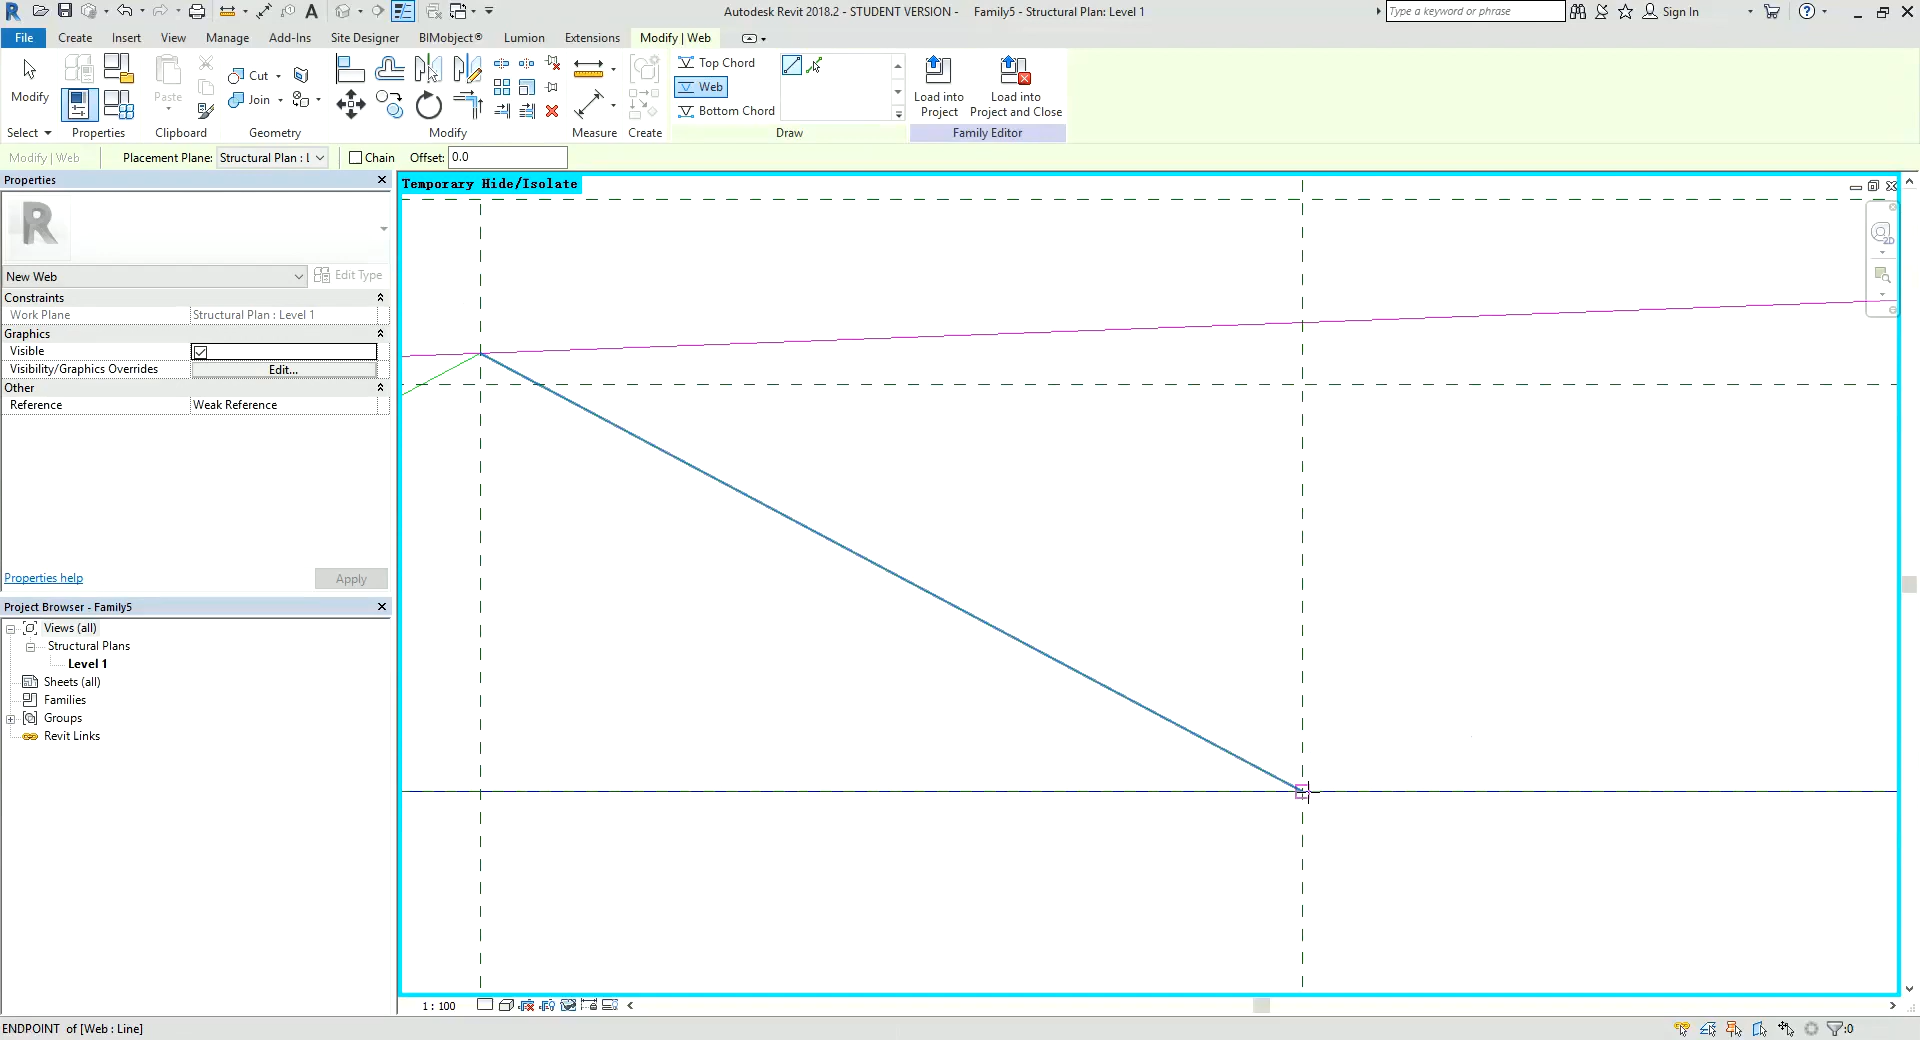 Autodesk Revit 2018.2 - STUDENT VERSION - Family5 - Structural Plan: Level 1
Type a keyword or phrase
Sign In
File Create Insert View Manage Add-Ins Site Designer BIMobject® Lumion Extensions Modify | Web
Modify
Paste
Cut
Join
Top Chord
Web
Bottom Chord
Load into
Project
Load into
Project and Close
Select Properties Clipboard Geometry Modify Measure Create Draw Family Editor
Modify | Web Placement Plane: Structural Plan : L Chain Offset: 0.0
Properties
New Web Edit Type
Constraints
Work Plane Structural Plan : Level 1
Graphics
Visible
Visibility/Graphics Overrides Edit...
Other
Reference Weak Reference
Properties help Apply
Project Browser - Family5
Views (all)
Structural Plans
Level 1
Sheets (all)
Families
Groups
Revit Links
Temporary Hide/Isolate
2D
1 : 100
ENDPOINT of [Web : Line]
:0